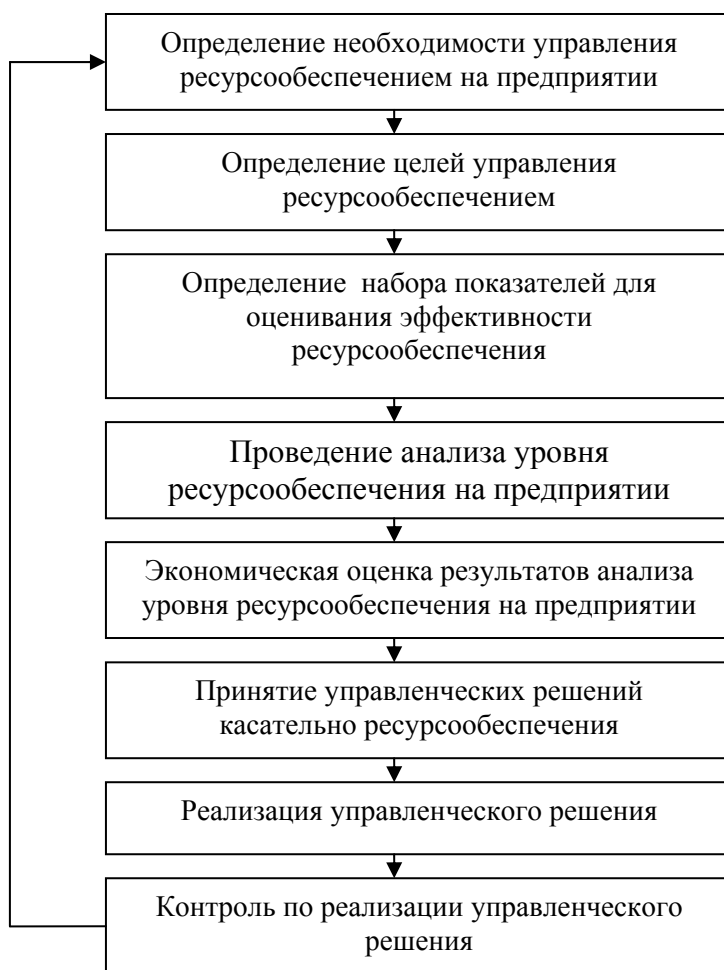 Определение необходимости управления
ресурсообеспечением на предприятии
Определение целей управления
ресурсообеспечением
Определение набора показателей для
оценивания эффективности
ресурсообеспечения
Проведение анализа уровня
ресурсообеспечения на предприятии
Экономическая оценка результатов анализа
уровня ресурсообеспечения на предприятии
Принятие управленческих решений
касательно ресурсообеспечения
Реализация управленческого решения
Контроль по реализации управленческого
решения